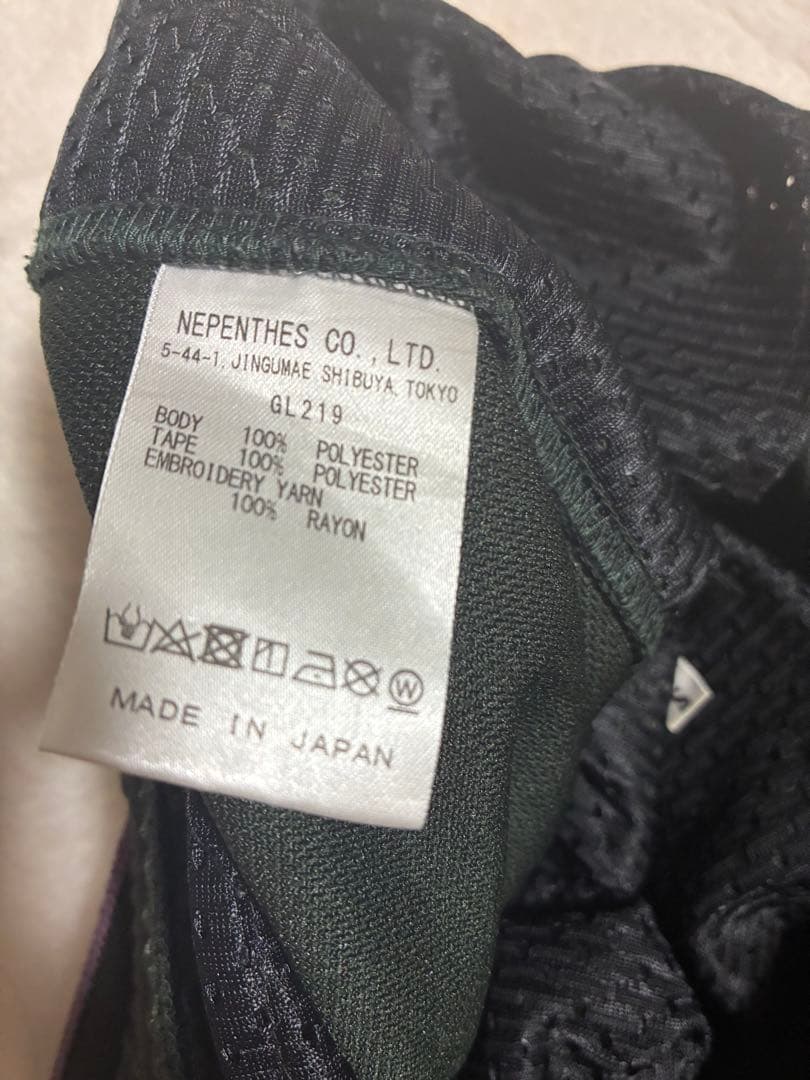 NEPENTHES CO.,LTD.
5-44-1, JINGUMAE SHIBUYA, TOKYO
GL219
BODY 100% POLYESTER
TAPE 100% POLYESTER
EMBROIDERY YARN
100% RAYON
W
MADE IN JAPAN
S